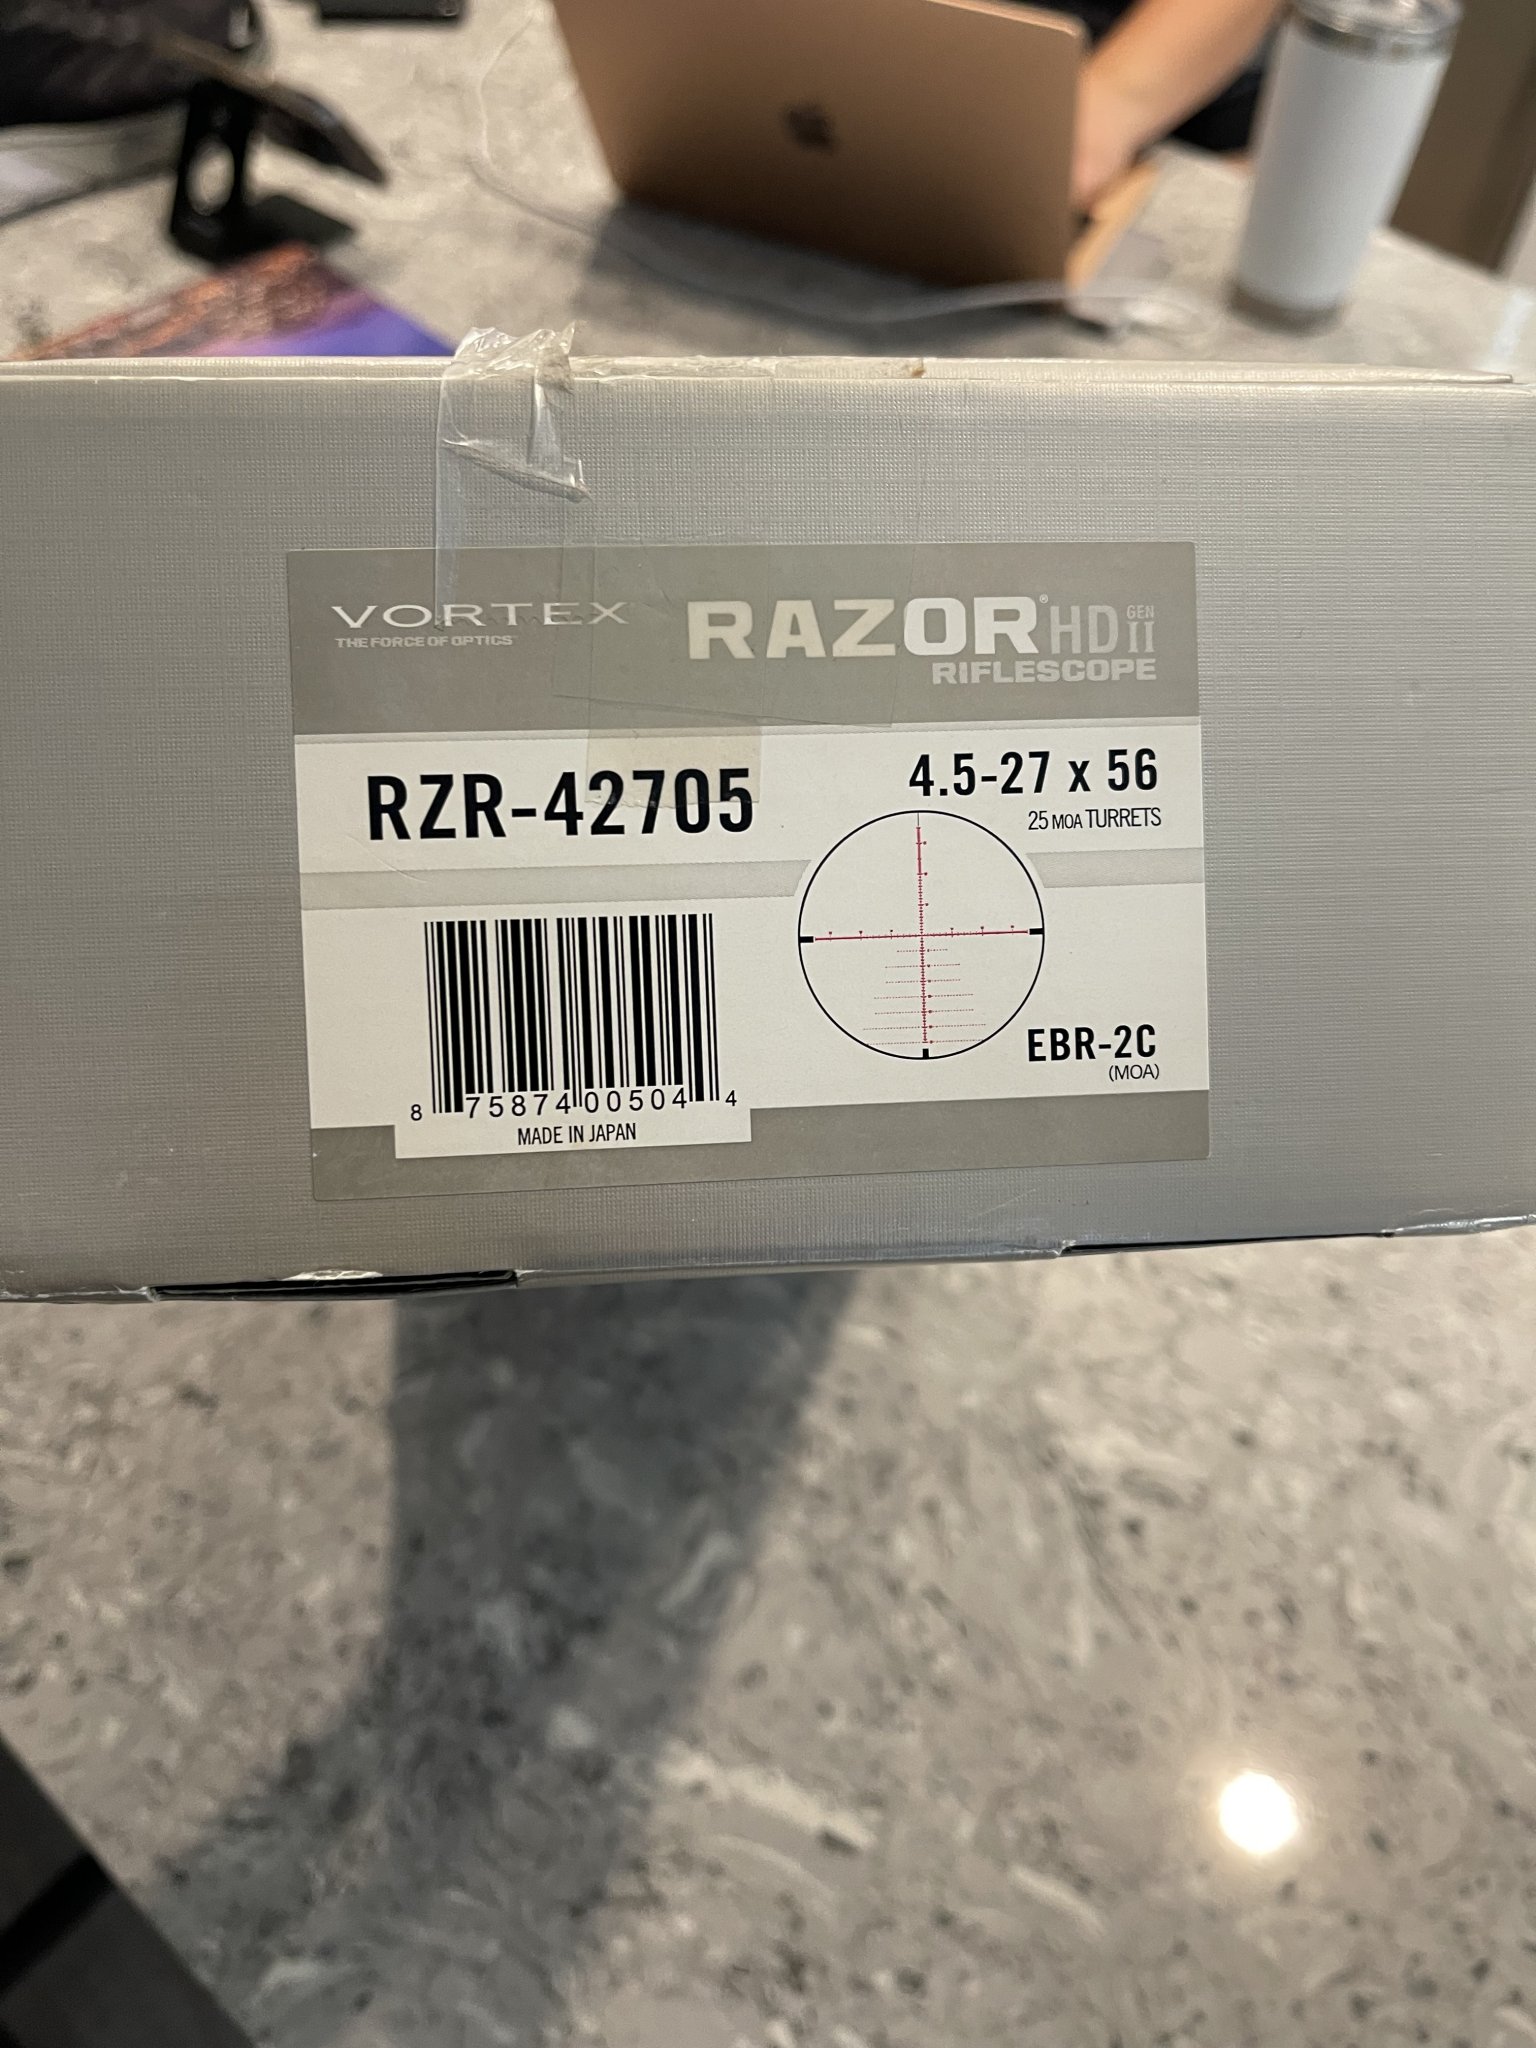 VORTEX
THE FORCE OF OPTICS
RAZOR® HD GEN II
RIFLESCOPE
RZR-42705
4.5-27 x 56
25 MOA TURRETS
EBR-2C
(MOA)
8 75874 00504 4
MADE IN JAPAN